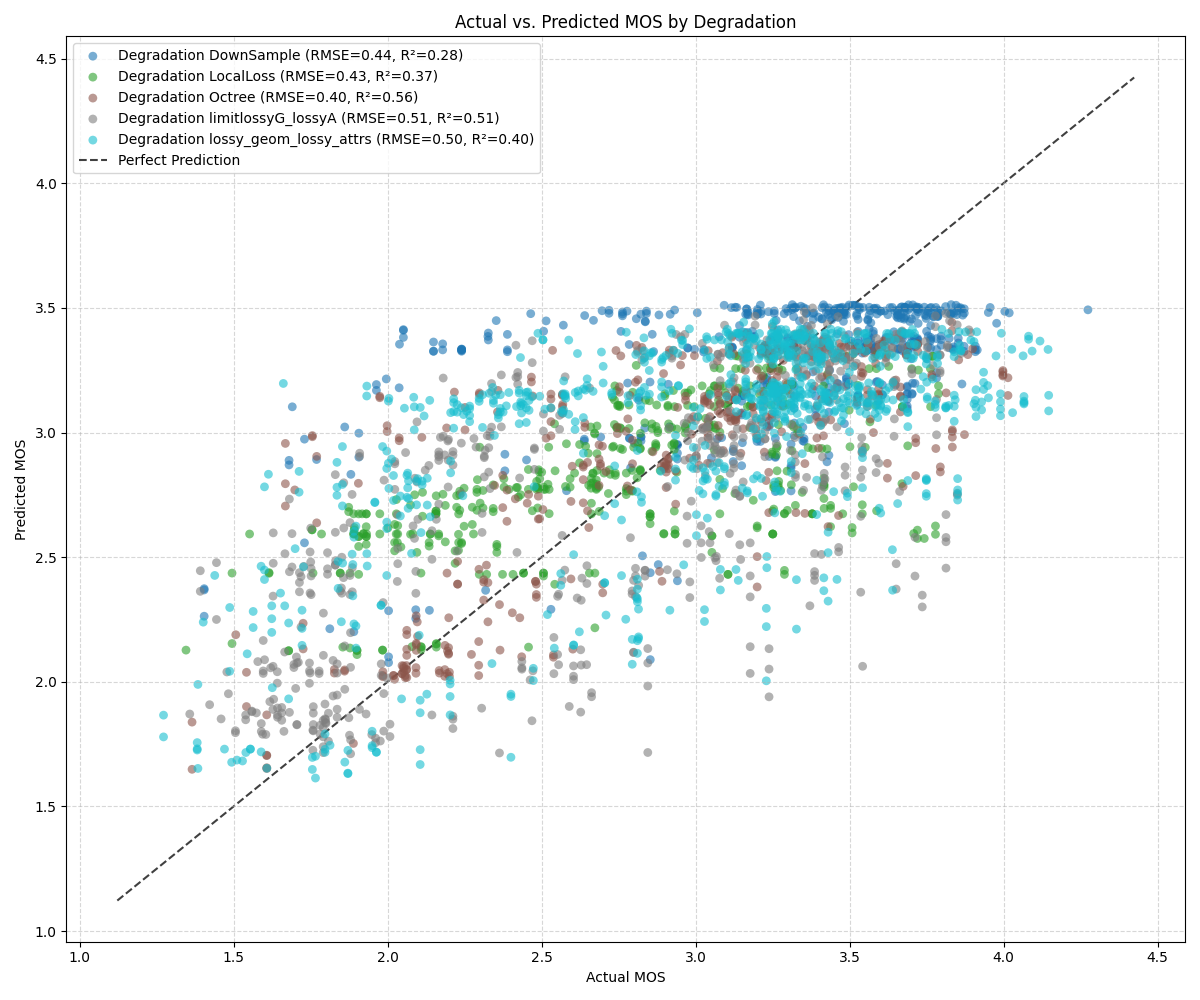 Actual vs. Predicted MOS by Degradation
Degradation DownSample (RMSE=0.44, R²=0.28)
Degradation LocalLoss (RMSE=0.43, R²=0.37)
Degradation Octree (RMSE=0.40, R²=0.56)
Degradation limitlossyG_lossyA (RMSE=0.51, R²=0.51)
Degradation lossy_geom_lossy_attrs (RMSE=0.50, R²=0.40)
Perfect Prediction
Predicted MOS
4.5
4.0
3.5
3.0
2.5
2.0
1.5
1.0
1.0 1.5 2.0 2.5 3.0 3.5 4.0 4.5
Actual MOS